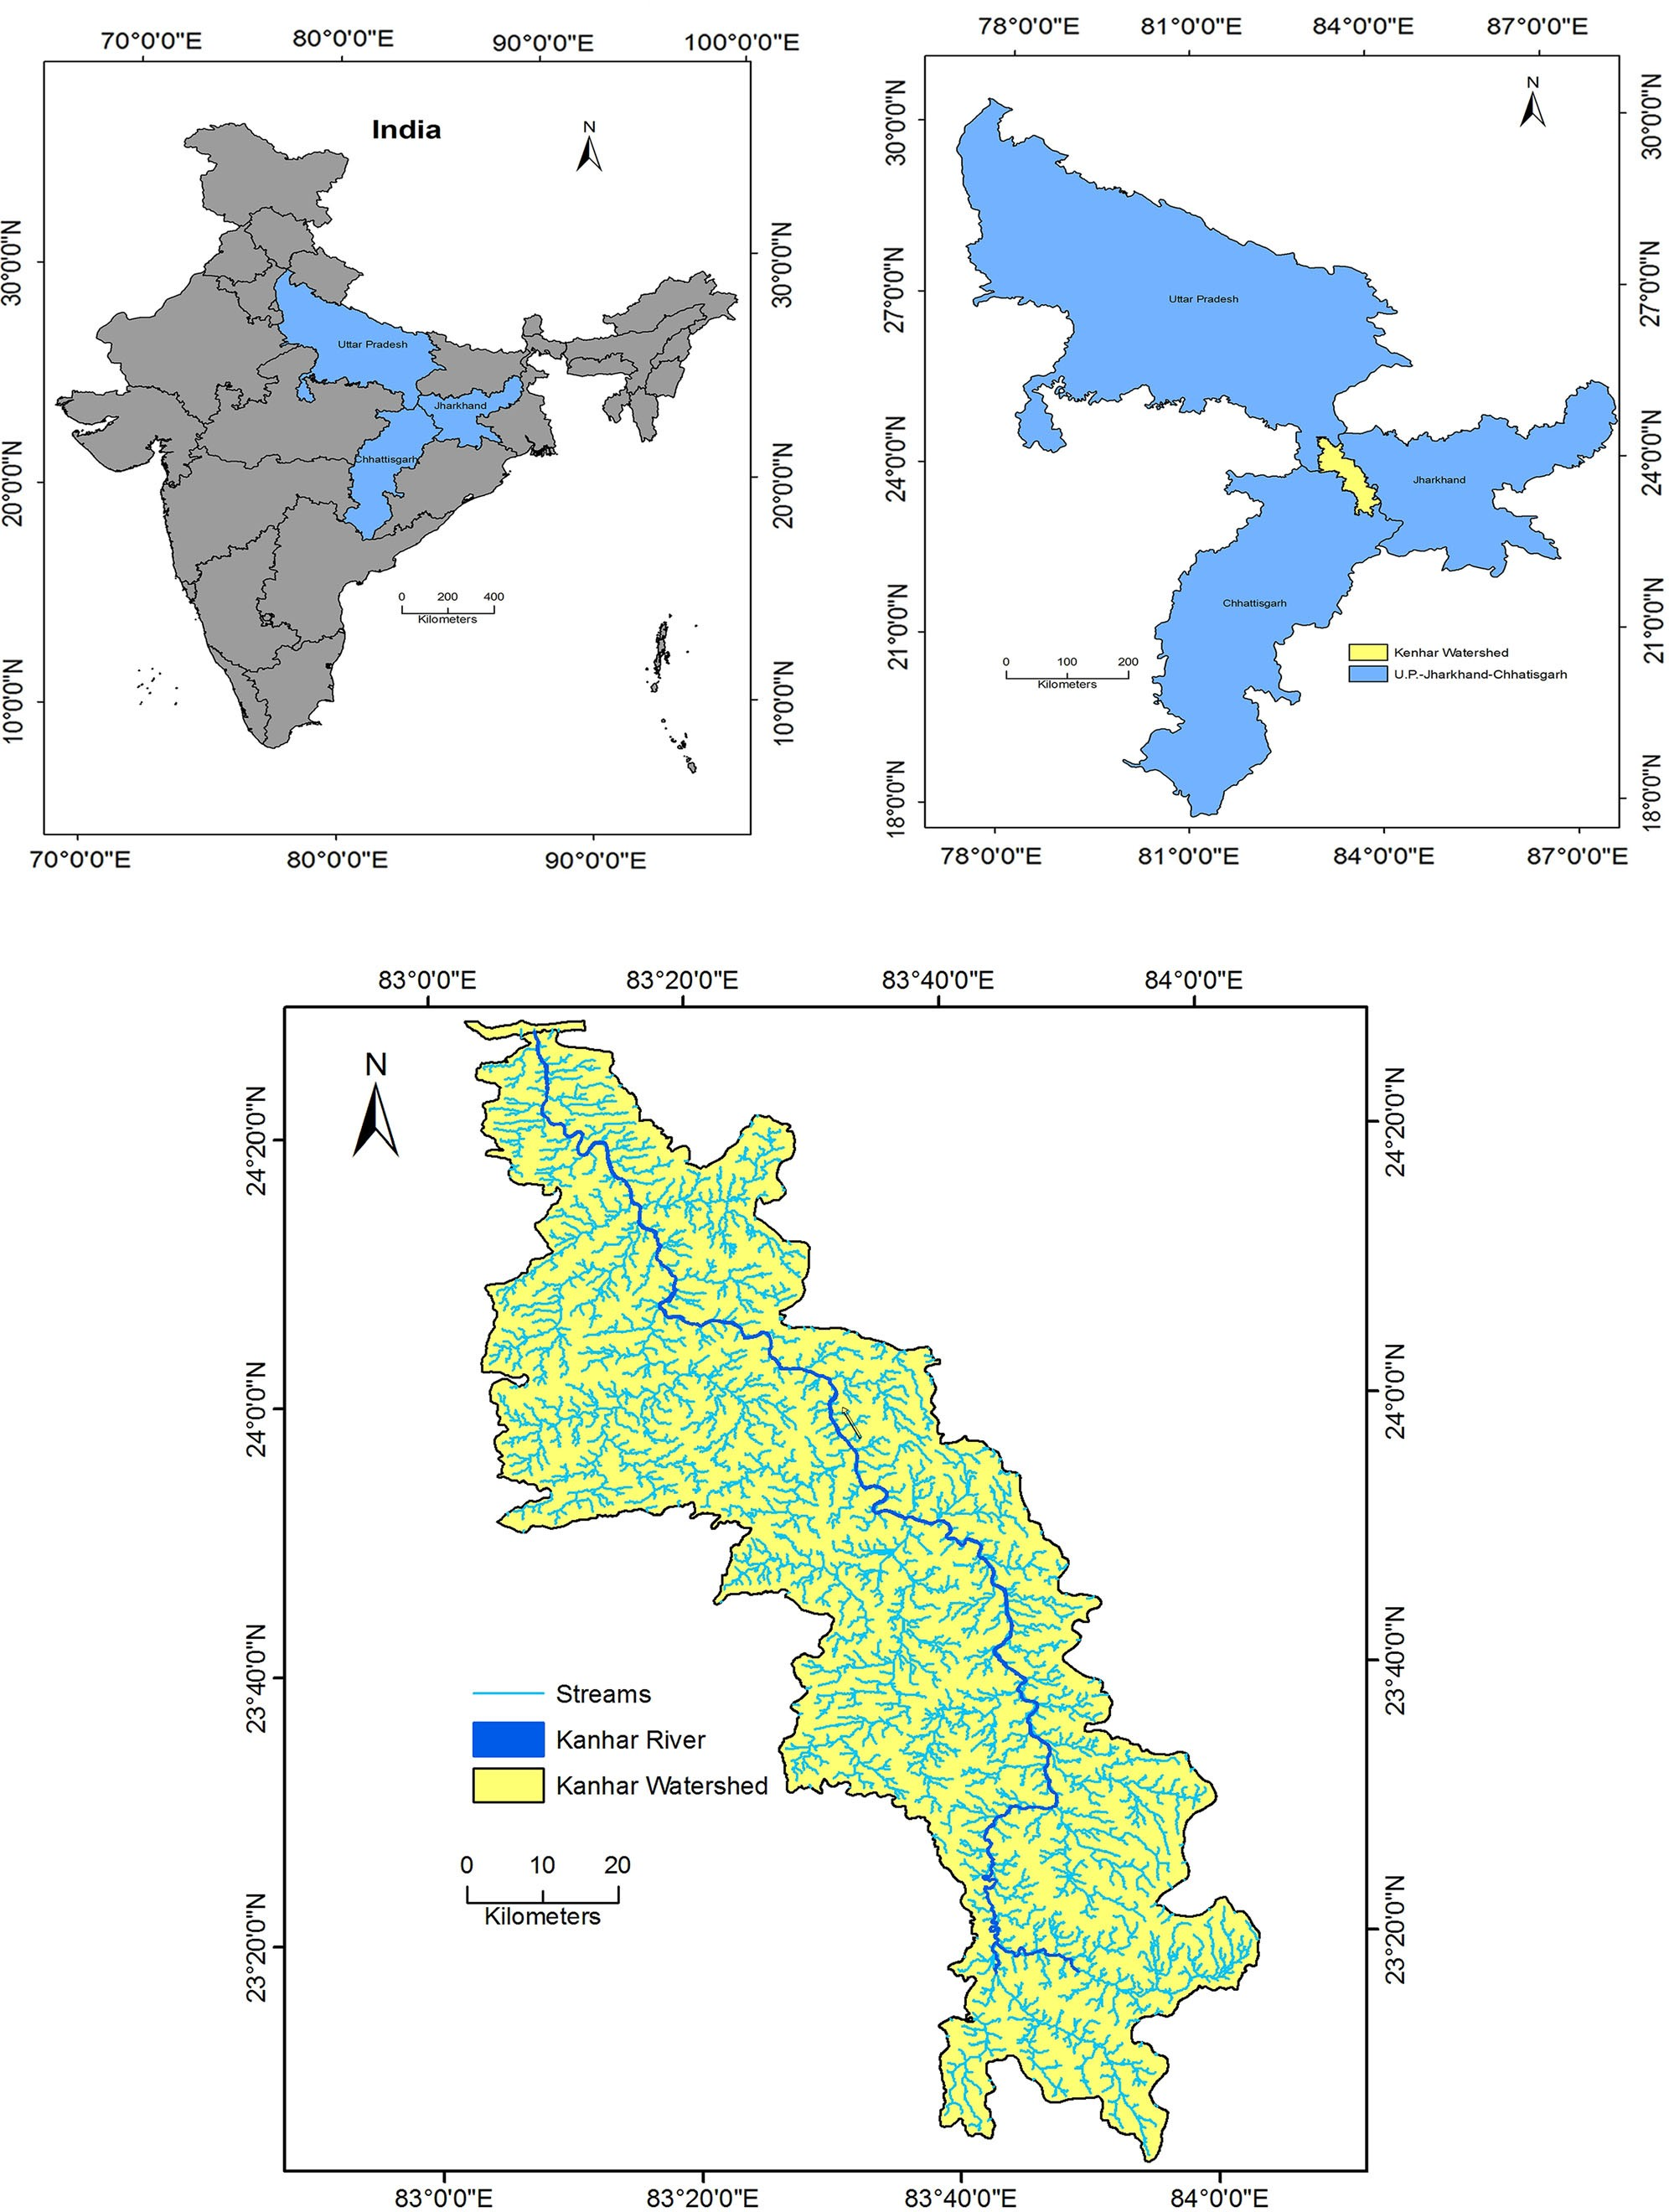 70°0'0"E 80°0'0"E 90°0'0"E 100°0'0"E
India
N
30°0'0"N
20°0'0"N
10°0'0"N
Uttar Pradesh
Jharkhand
Chhattisgarh
0 200 400
Kilometers
30°0'0"N
20°0'0"N
10°0'0"N
70°0'0"E 80°0'0"E 90°0'0"E
78°0'0"E 81°0'0"E 84°0'0"E 87°0'0"E
N
30°0'0"N
27°0'0"N
24°0'0"N
21°0'0"N
18°0'0"N
Uttar Pradesh
Jharkhand
Chhattisgarh
0 100 200
Kilometers
Kenhar Watershed
U.P.-Jharkhand-Chhatisgarh
30°0'0"N
27°0'0"N
24°0'0"N
21°0'0"N
18°0'0"N
78°0'0"E 81°0'0"E 84°0'0"E 87°0'0"E
83°0'0"E 83°20'0"E 83°40'0"E 84°0'0"E
N
24°20'0"N
24°0'0"N
23°40'0"N
23°20'0"N
Streams
Kanhar River
Kanhar Watershed
0 10 20
Kilometers
24°20'0"N
24°0'0"N
23°40'0"N
23°20'0"N
83°0'0"E 83°20'0"E 83°40'0"E 84°0'0"E